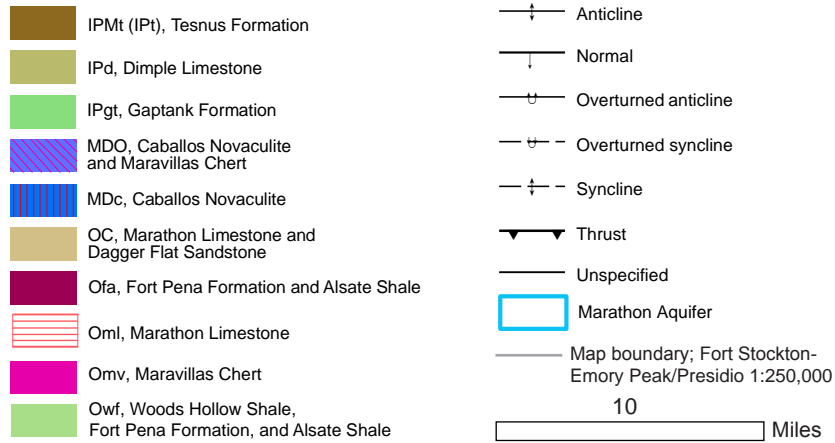 IPMt (IPt), Tesnus Formation
IPd, Dimple Limestone
IPgt, Gaptank Formation
MDO, Caballos Novaculite
and Maravillas Chert
MDc, Caballos Novaculite
OC, Marathon Limestone and
Dagger Flat Sandstone
Ofa, Fort Pena Formation and Alsate Shale
Oml, Marathon Limestone
Omv, Maravillas Chert
Owf, Woods Hollow Shale,
Fort Pena Formation, and Alsate Shale
Anticline
Normal
Overturned anticline
Overturned syncline
Syncline
Thrust
Unspecified
Marathon Aquifer
Map boundary; Fort Stockton-
Emory Peak/Presidio 1:250,000
10
Miles